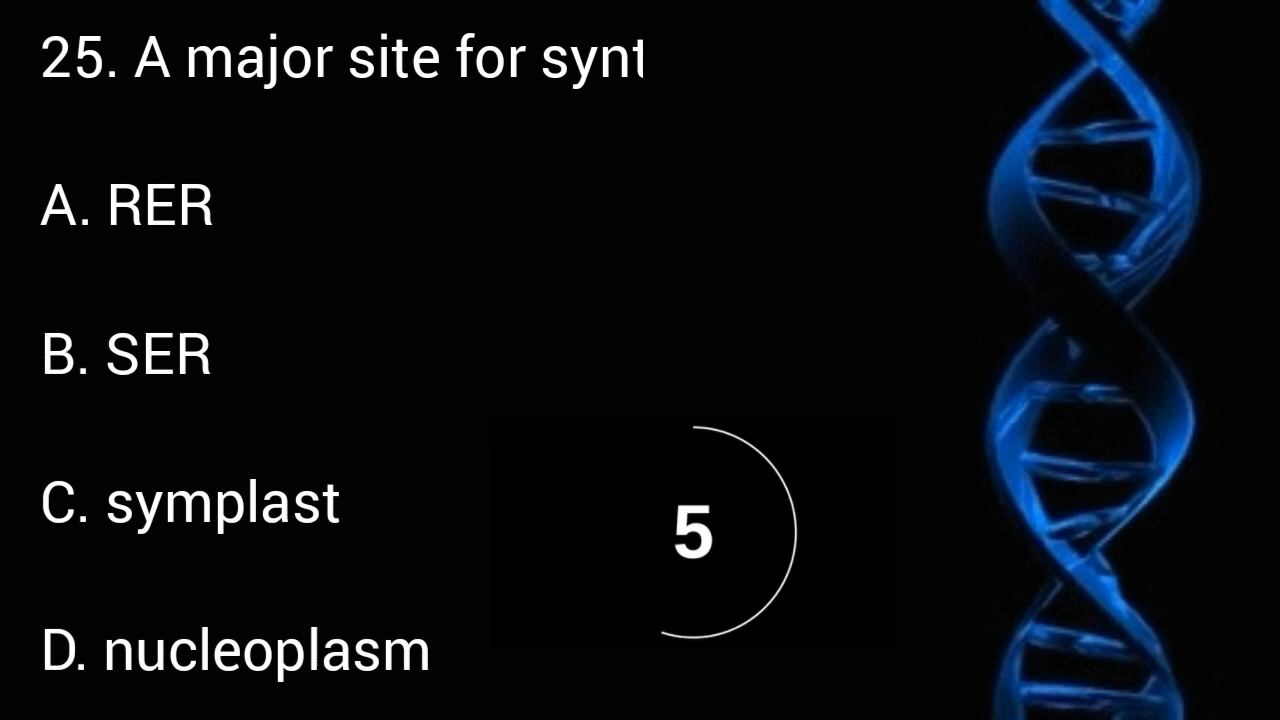 25. A major site for synt
A. RER
B. SER
C. symplast
5
D. nucleoplasm